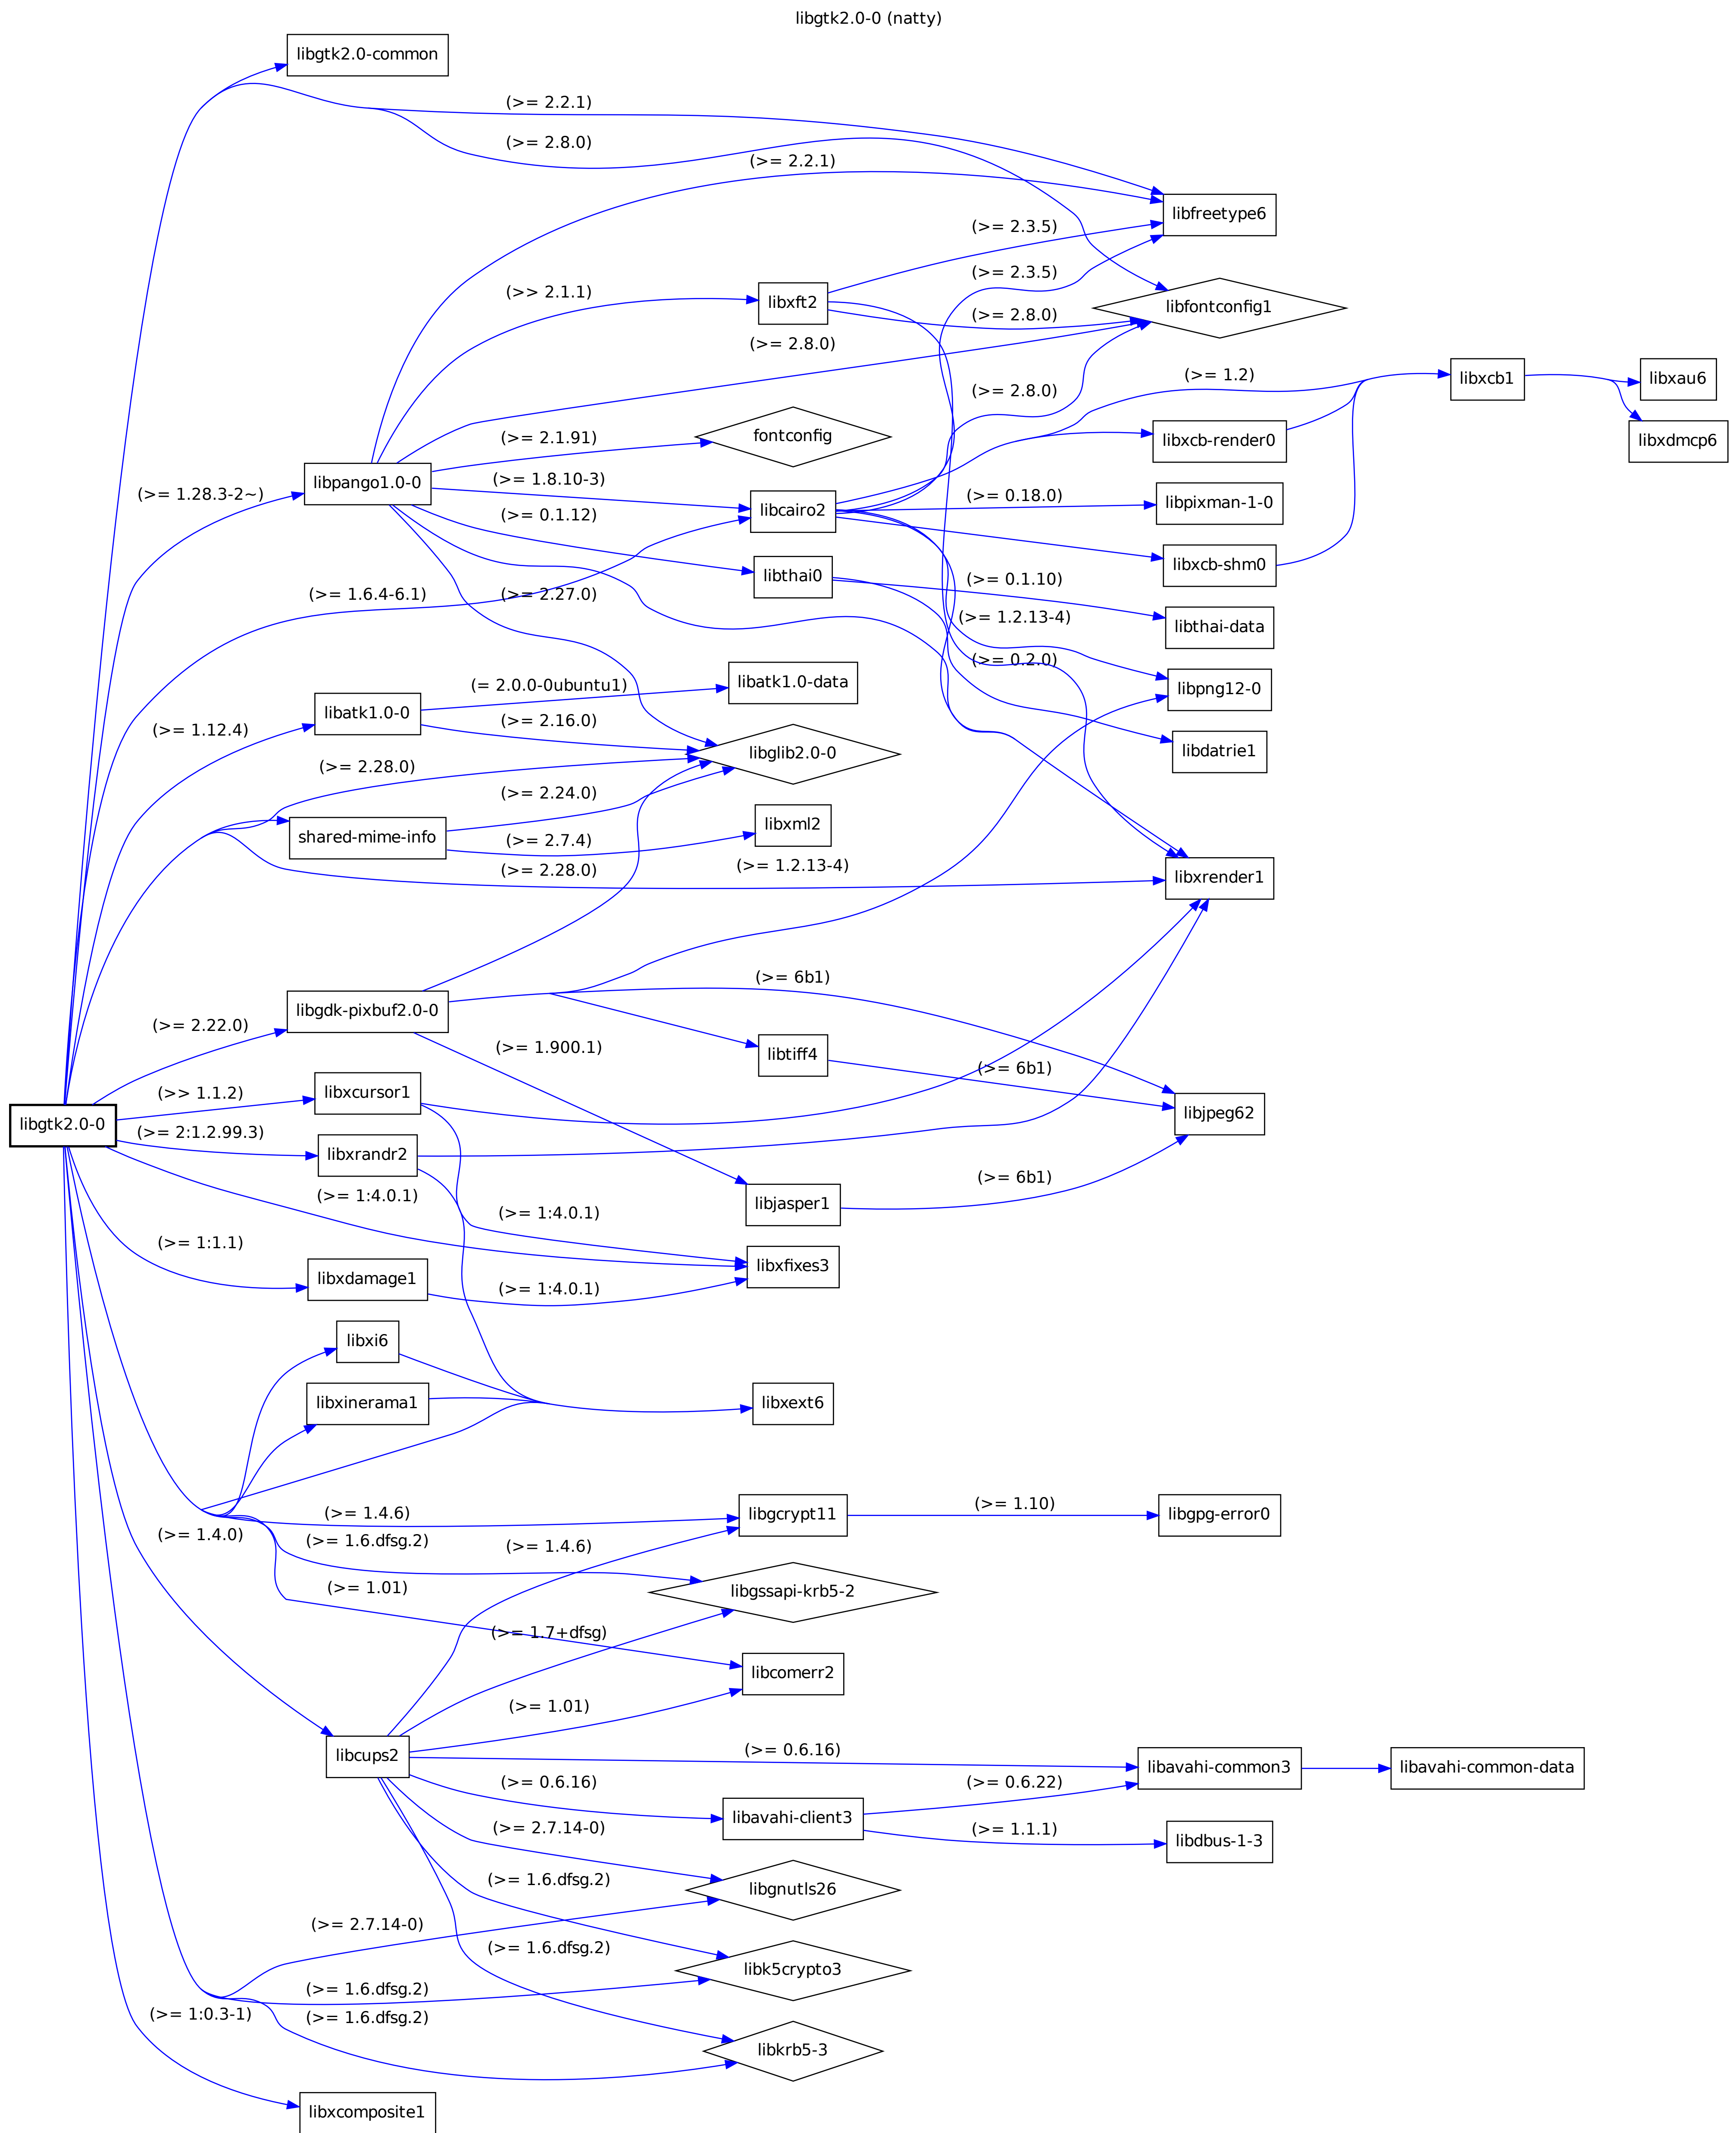 libgtk2.0-0 (natty)
libgtk2.0-common
(>= 2.2.1)
(>= 2.8.0)
(>= 2.2.1)
libfreetype6
(>= 2.3.5)
(>= 2.3.5)
(>> 2.1.1)
libxft2
libfontconfig1
(>= 2.8.0)
(>= 2.8.0)
(>= 1.2)
libxcb1
libxau6
(>= 2.8.0)
fontconfig
(>= 2.1.91)
libxcb-render0
libxdmcp6
libpango1.0-0
(>= 1.28.3-2~)
(>= 1.8.10-3)
libcairo2
(>= 0.18.0)
libpixman-1-0
(>= 0.1.12)
libxcb-shm0
libthai0
(>= 0.1.10)
(>= 1.6.4-6.1)
(>= 2.27.0)
(>= 1.2.13-4)
libthai-data
(>= 0.2.0)
(= 2.0.0-0ubuntu1)
libatk1.0-data
libpng12-0
libatk1.0-0
(>= 1.12.4)
(>= 2.16.0)
libglib2.0-0
libdatrie1
(>= 2.28.0)
(>= 2.24.0)
shared-mime-info
libxml2
(>= 2.7.4)
(>= 2.28.0)
(>= 1.2.13-4)
libxrender1
(>= 6b1)
libgdk-pixbuf2.0-0
(>= 2.22.0)
(>= 1.900.1)
libtiff4
(>= 6b1)
(>> 1.1.2)
libxcursor1
libgtk2.0-0
(>= 2:1.2.99.3)
libjpeg62
libxrandr2
(>= 6b1)
(>= 1:4.0.1)
libjasper1
(>= 1:4.0.1)
(>= 1:1.1)
libxfixes3
libxdamage1
(>= 1:4.0.1)
libxi6
libxinerama1
libxext6
(>= 1.4.6)
libgcrypt11
(>= 1.10)
libgpg-error0
(>= 1.4.0)
(>= 1.6.dfsg.2)
(>= 1.4.6)
(>= 1.01)
libgssapi-krb5-2
(>= 1.7+dfsg)
libcomerr2
(>= 1.01)
libcups2
(>= 0.6.16)
libavahi-common3
libavahi-common-data
(>= 0.6.16)
(>= 0.6.22)
libavahi-client3
(>= 1.1.1)
libdbus-1-3
(>= 2.7.14-0)
(>= 1.6.dfsg.2)
libgnutls26
(>= 2.7.14-0)
(>= 1.6.dfsg.2)
libk5crypto3
(>= 1.6.dfsg.2)
(>= 1:0.3-1)
(>= 1.6.dfsg.2)
libkrb5-3
libxcomposite1